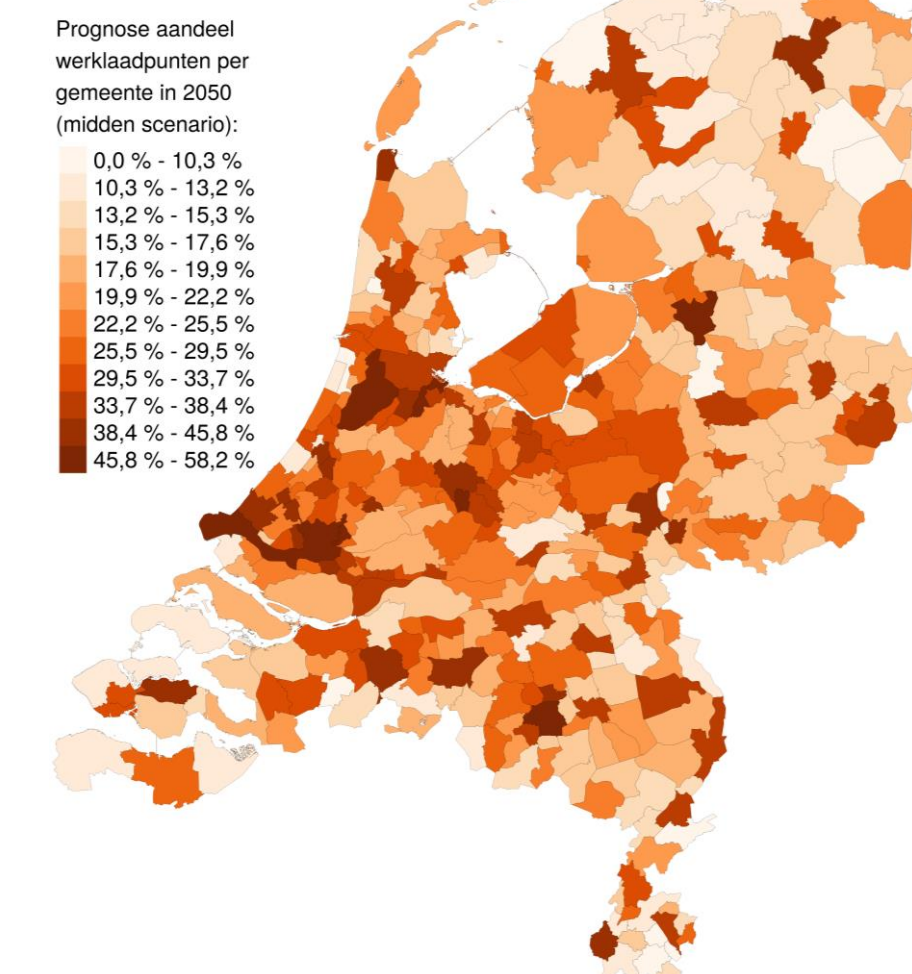 Prognose aandeel
werklaadpunten per
gemeente in 2050
(midden scenario):
0,0 % - 10,3 %
10,3 % - 13,2 %
13,2 % - 15,3 %
15,3 % - 17,6 %
17,6 % - 19,9 %
19,9 % - 22,2 %
22,2 % - 25,5 %
25,5 % - 29,5 %
29,5 % - 33,7 %
33,7 % - 38,4 %
38,4 % - 45,8 %
45,8 % - 58,2 %